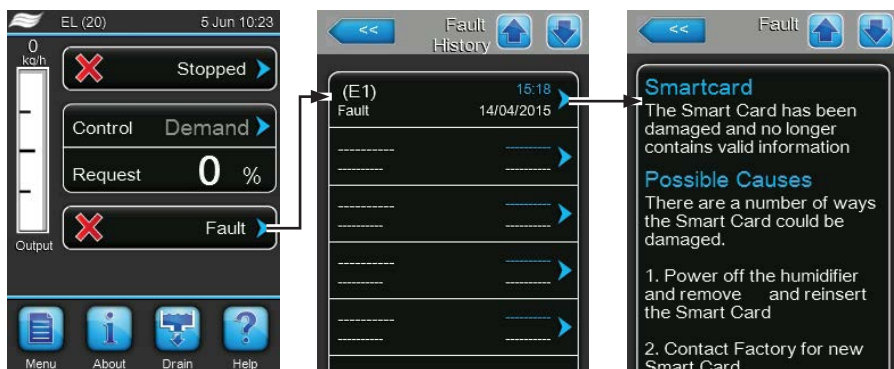 EL (20) 5 Jun 10:23
0
kg/h
Stopped
Control Demand
Request 0 %
Fault
Output
Menu About Drain Help
<<
Fault
History
(E1) 15:18
Fault 14/04/2015
---------- ----------
---------- ----------
---------- ----------
---------- ----------
---------- ----------
---------- ----------
---------- ----------
---------- ----------
<<
Fault
Smartcard
The Smart Card has been
damaged and no longer
contains valid information
Possible Causes
There are a number of ways
the Smart Card could be
damaged.
1. Power off the humidifier
and remove and reinsert
the Smart Card
2. Contact Factory for new
Smart Card